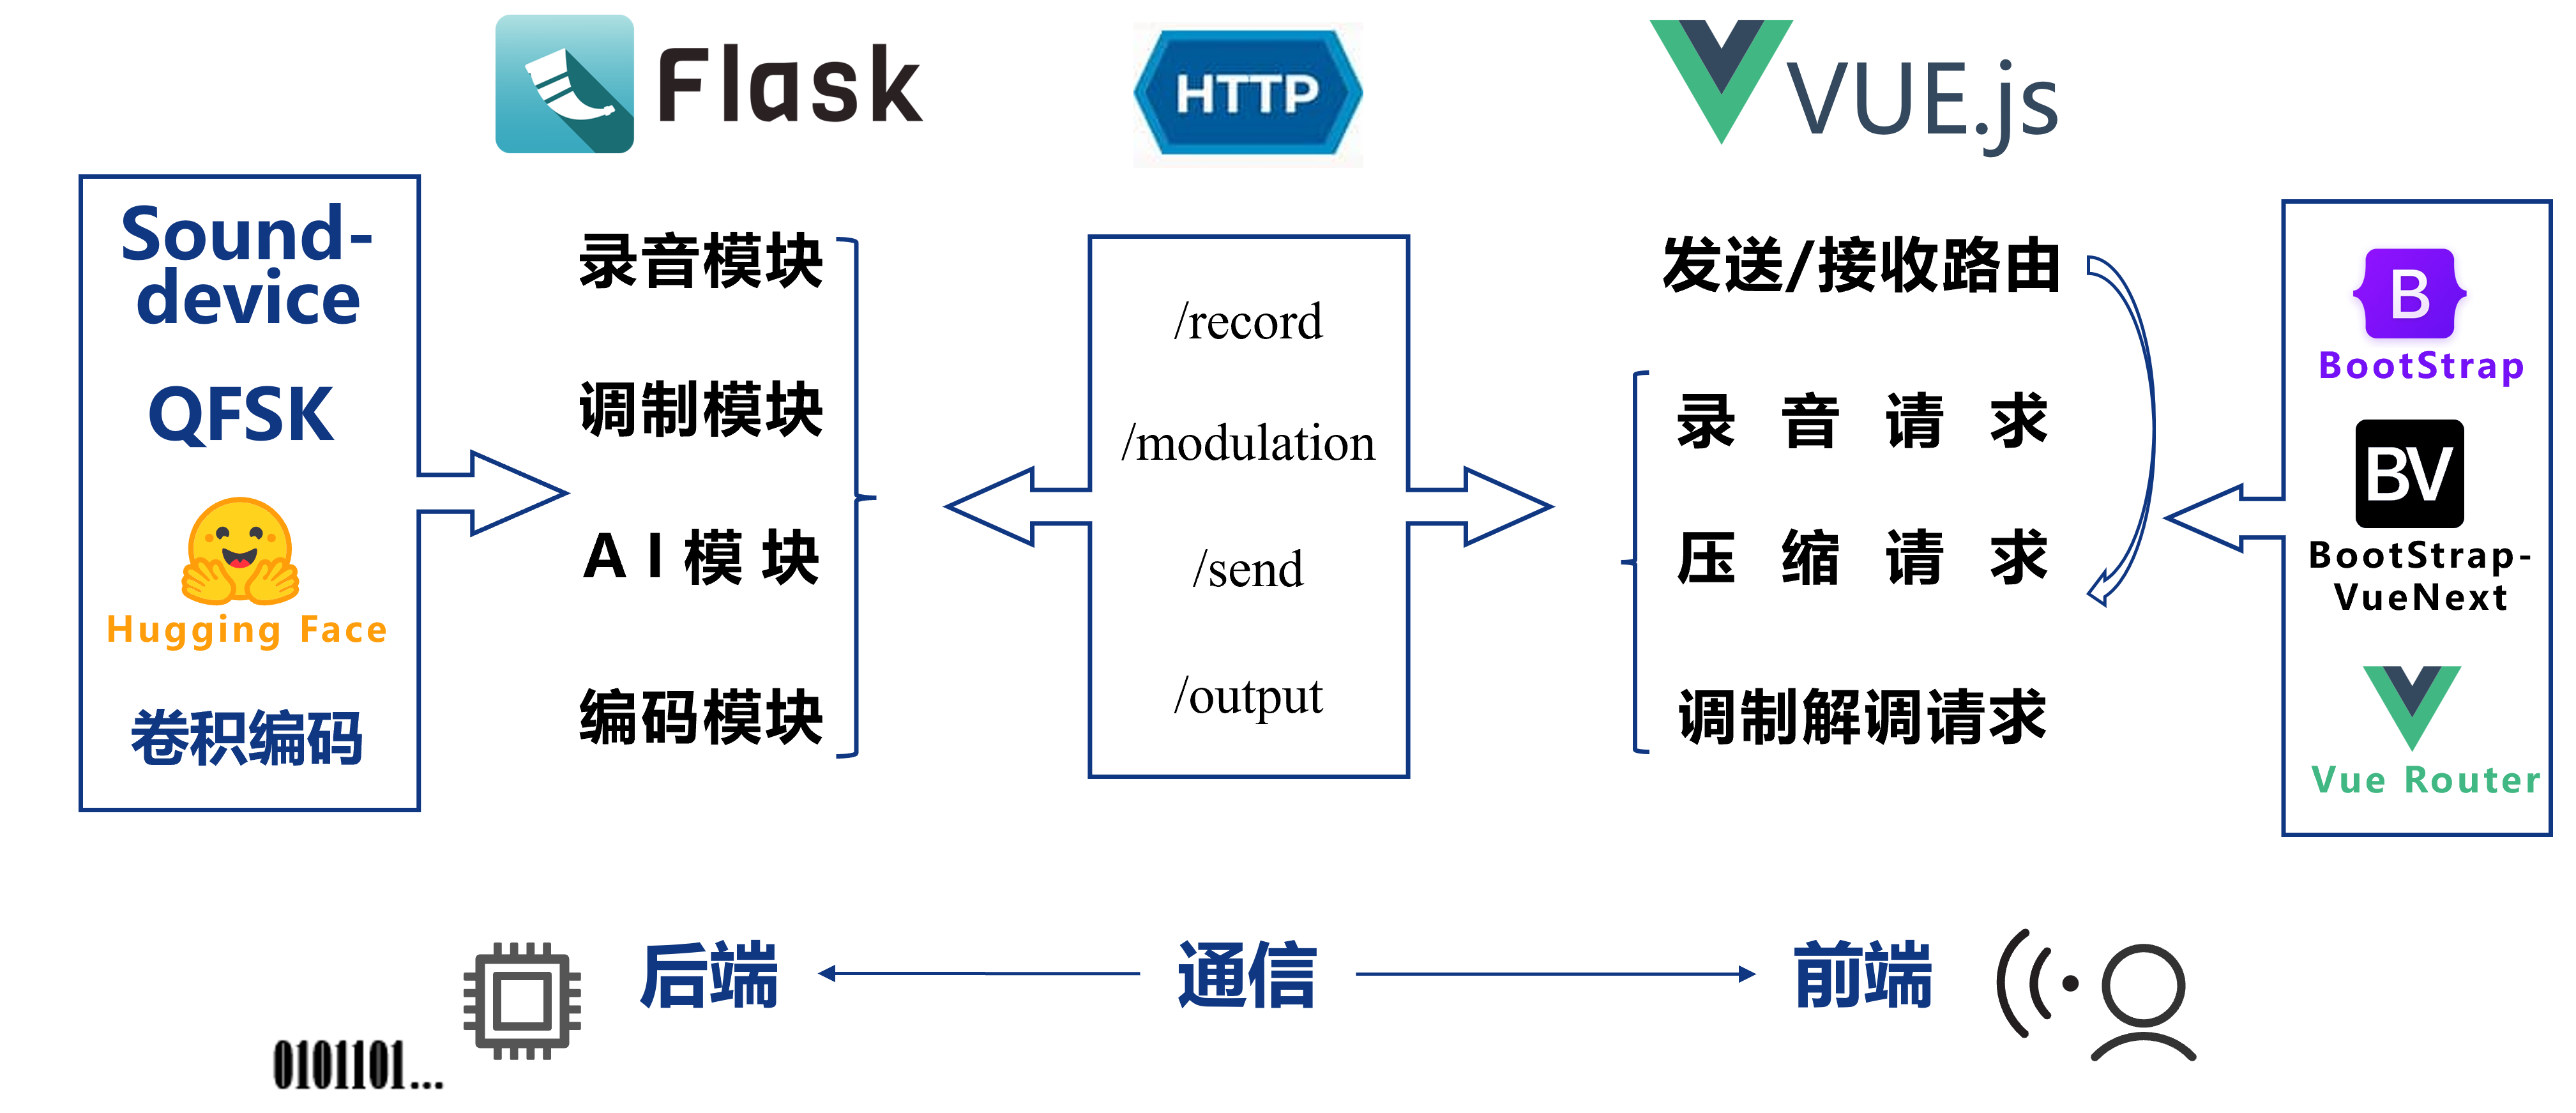 Flask
HTTP
VUE.js
Sound-
device
QFSK
Hugging Face
卷积编码
录音模块
调制模块
AI模块
编码模块
/record
/modulation
/send
/output
发送/接收路由
录音请求
压缩请求
调制解调请求
B
BootStrap
BV
BootStrap-
VueNext
Vue Router
后端
通信
前端
0101101...